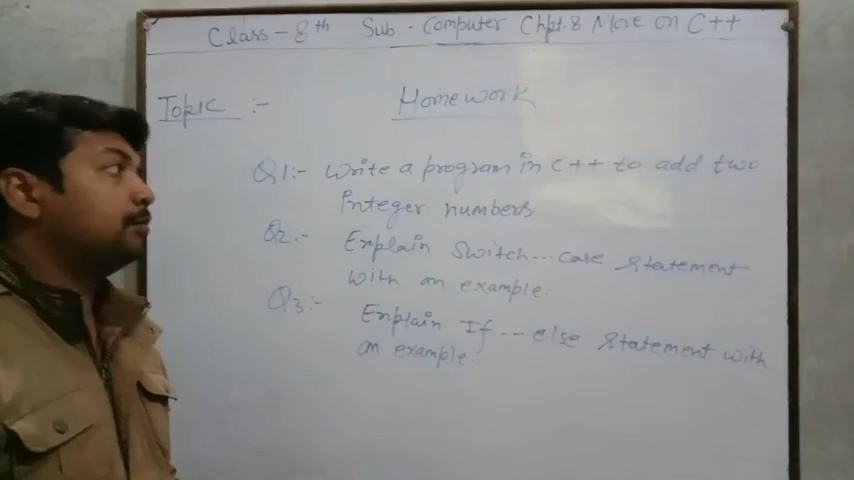 Class - 8th Sub - Computer Chpt.8 More on C++
Topic :- Homework
Q1:- Write a program in C++ to add two
Integer numbers
Q2.- Explain Switch...case Statement
with an example.
Q3:- Explain If --- else Statement with
an example.